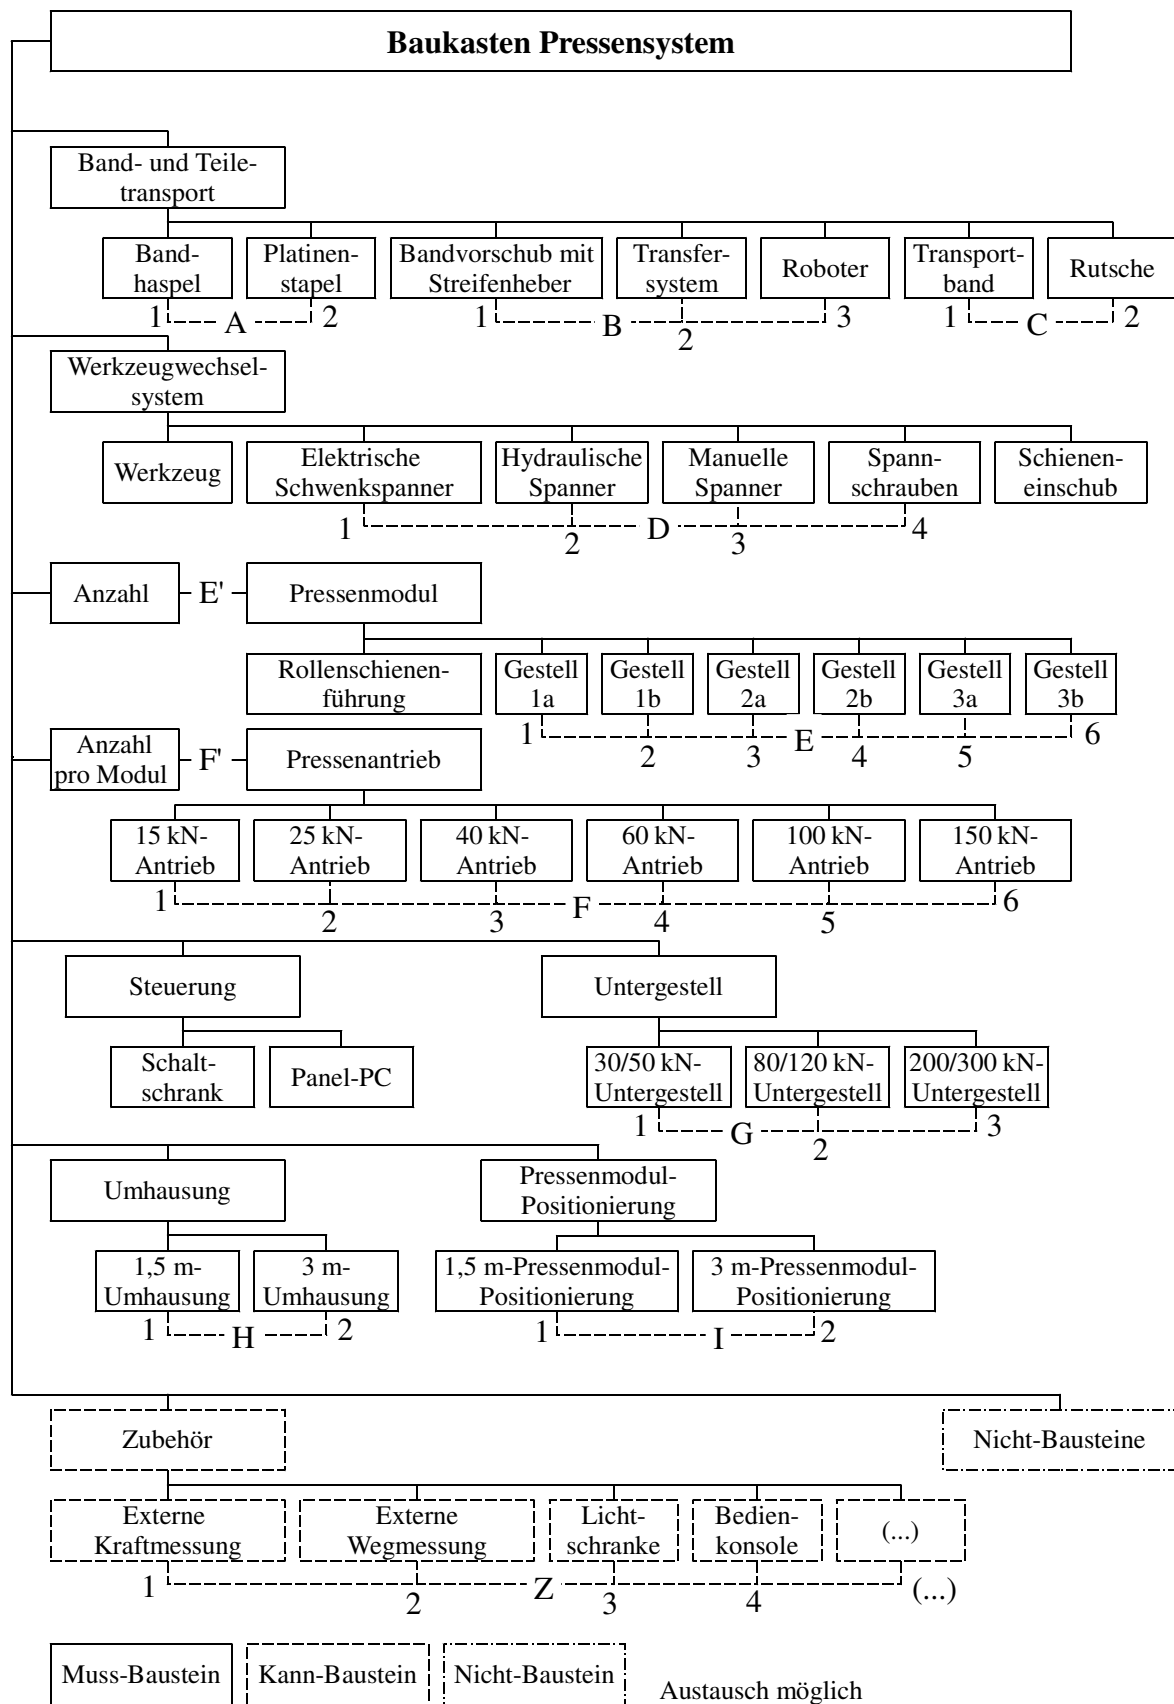 Baukasten Pressensystem
Band- und Teile-
transport
Band-
haspel
Platinen-
stapel
Bandvorschub mit
Streifenheber
Transfer-
system
Roboter
Transport-
band
Rutsche
1 A 2 1 B 2 3 1 C 2
Werkzeugwechsel-
system
Werkzeug
Elektrische
Schwenkspanner
Hydraulische
Spanner
Manuelle
Spanner
Spann-
schrauben
Schienen-
einschub
1 2 D 3 4
Anzahl E' Pressenmodul
Rollenschienen-
führung
Gestell
1a
Gestell
1b
Gestell
2a
Gestell
2b
Gestell
3a
Gestell
3b
1 2 3 E 4 5 6
Anzahl
pro Modul
F' Pressenantrieb
15 kN-
Antrieb
25 kN-
Antrieb
40 kN-
Antrieb
60 kN-
Antrieb
100 kN-
Antrieb
150 kN-
Antrieb
1 2 3 F 4 5 6
Steuerung
Untergestell
Schalt-
schrank
Panel-PC
30/50 kN-
Untergestell
80/120 kN-
Untergestell
200/300 kN-
Untergestell
1 G 2 3
Umhausung
Pressenmodul-
Positionierung
1,5 m-
Umhausung
3 m-
Umhausung
1,5 m-Pressenmodul-
Positionierung
3 m-Pressenmodul-
Positionierung
1 H 2 1 I 2
Zubehör
Nicht-Bausteine
Externe
Kraftmessung
Externe
Wegmessung
Licht-
schranke
Bedien-
konsole
(...)
1 2 Z 3 4 (...)
Muss-Baustein
Kann-Baustein
Nicht-Baustein
Austausch möglich